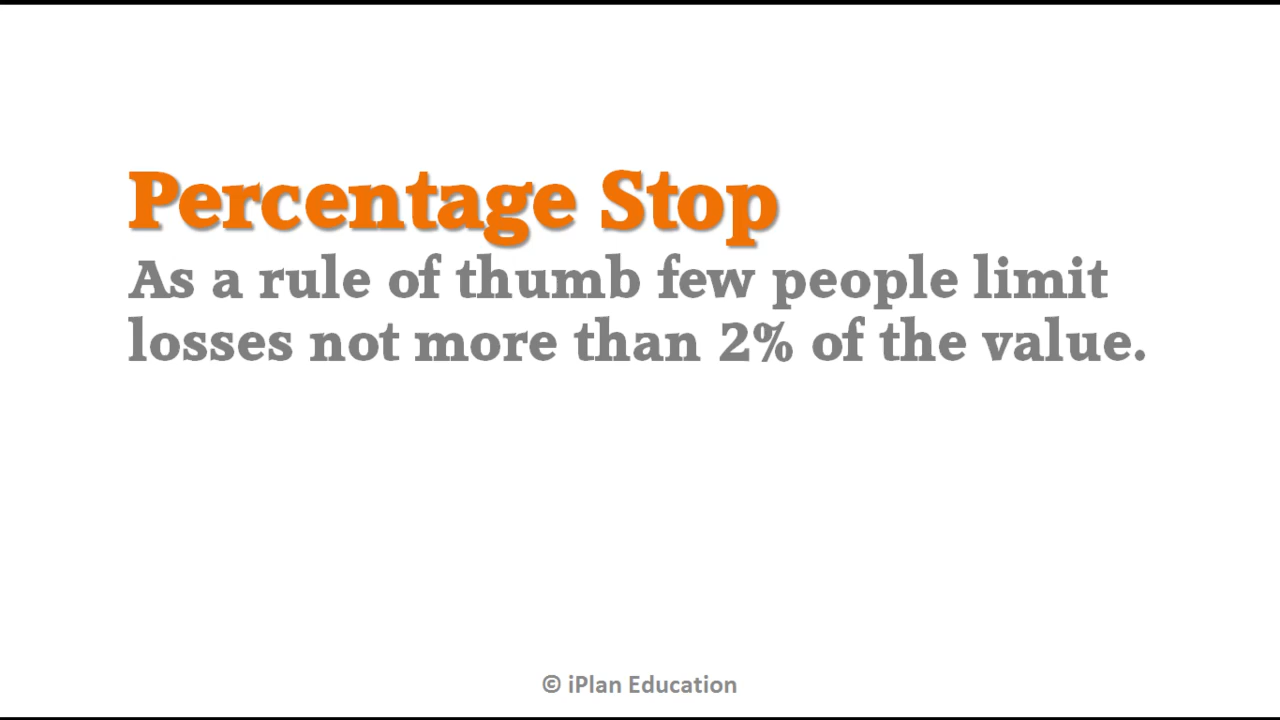 Percentage Stop
As a rule of thumb few people limit
losses not more than 2% of the value.
© iPlan Education